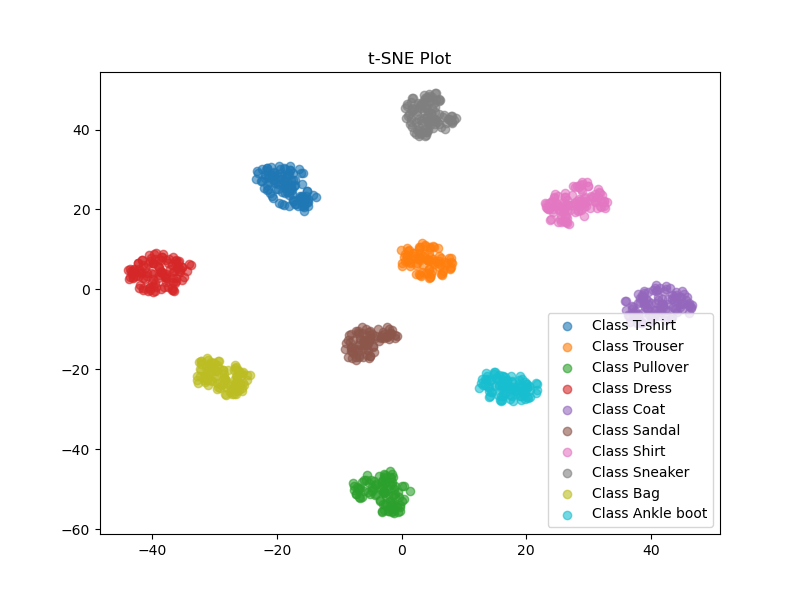 t-SNE Plot
40
20
0
−20
−40
−60
−40
−20
0
20
40
Class T-shirt
Class Trouser
Class Pullover
Class Dress
Class Coat
Class Sandal
Class Shirt
Class Sneaker
Class Bag
Class Ankle boot